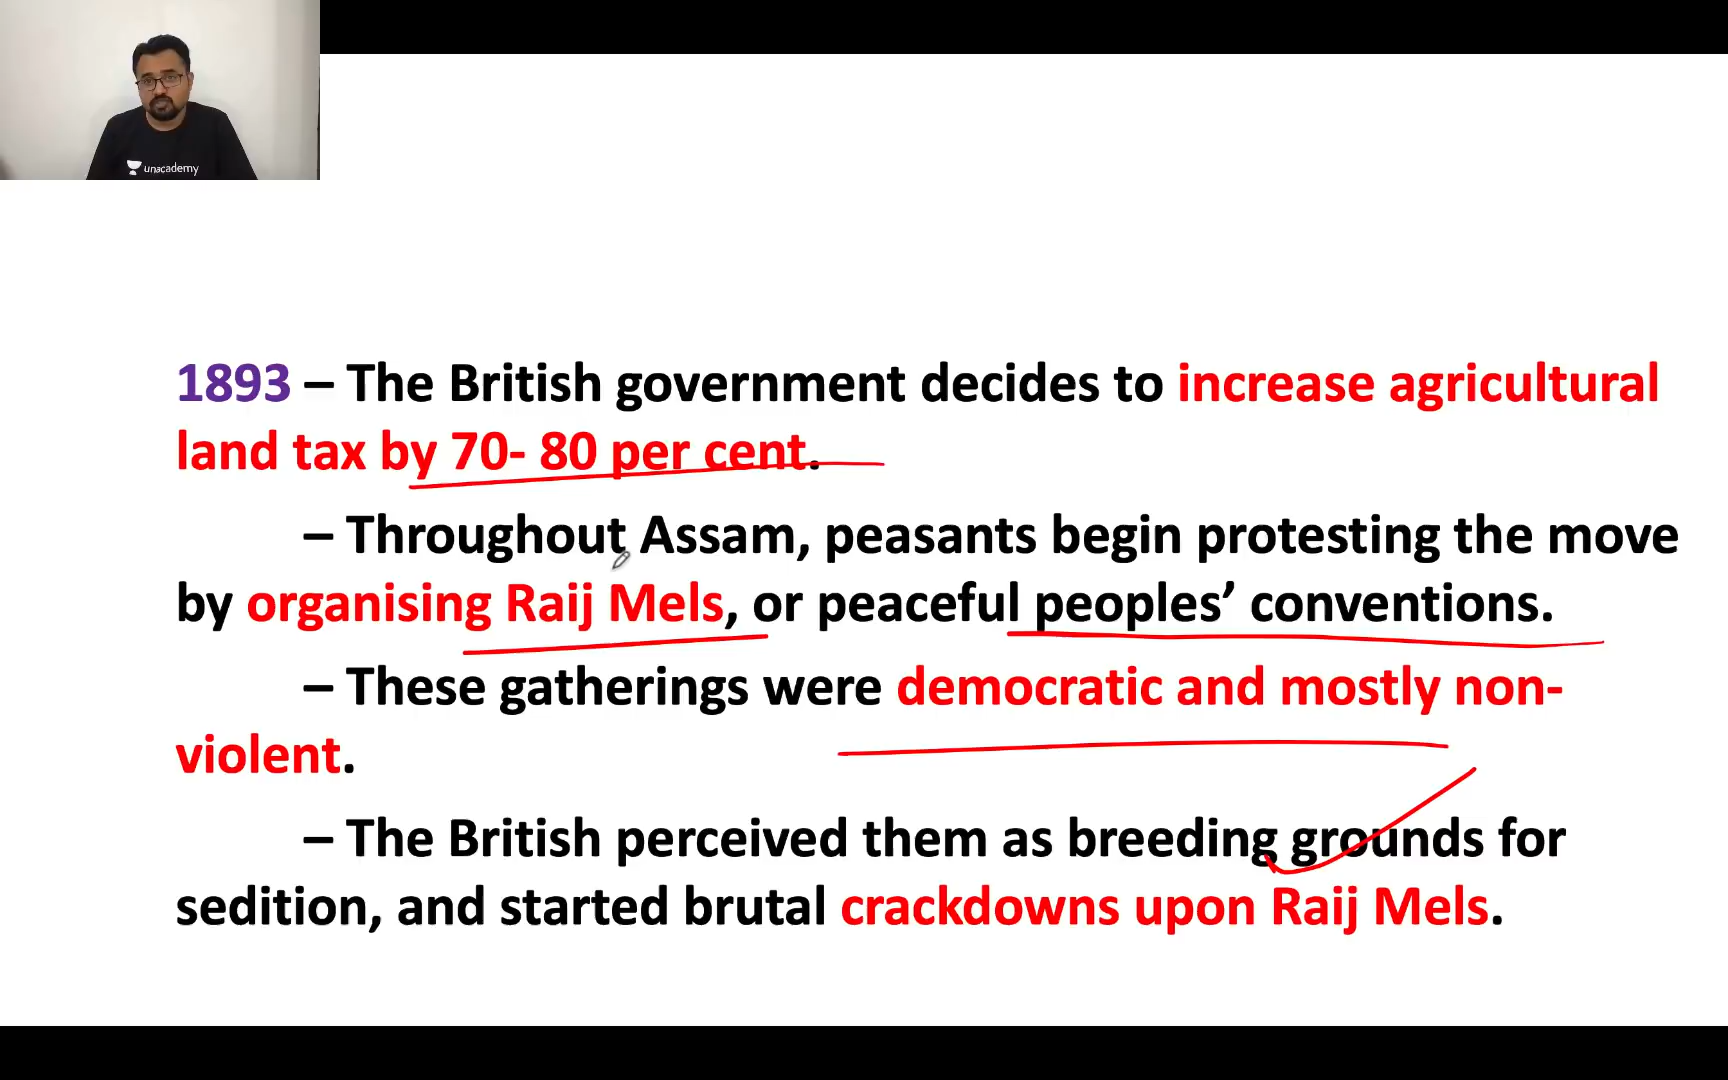 unacademy
1893 – The British government decides to increase agricultural
land tax by 70- 80 per cent.
– Throughout Assam, peasants begin protesting the move
by organising Raij Mels, or peaceful peoples’ conventions.
– These gatherings were democratic and mostly non-
violent.
– The British perceived them as breeding grounds for
sedition, and started brutal crackdowns upon Raij Mels.